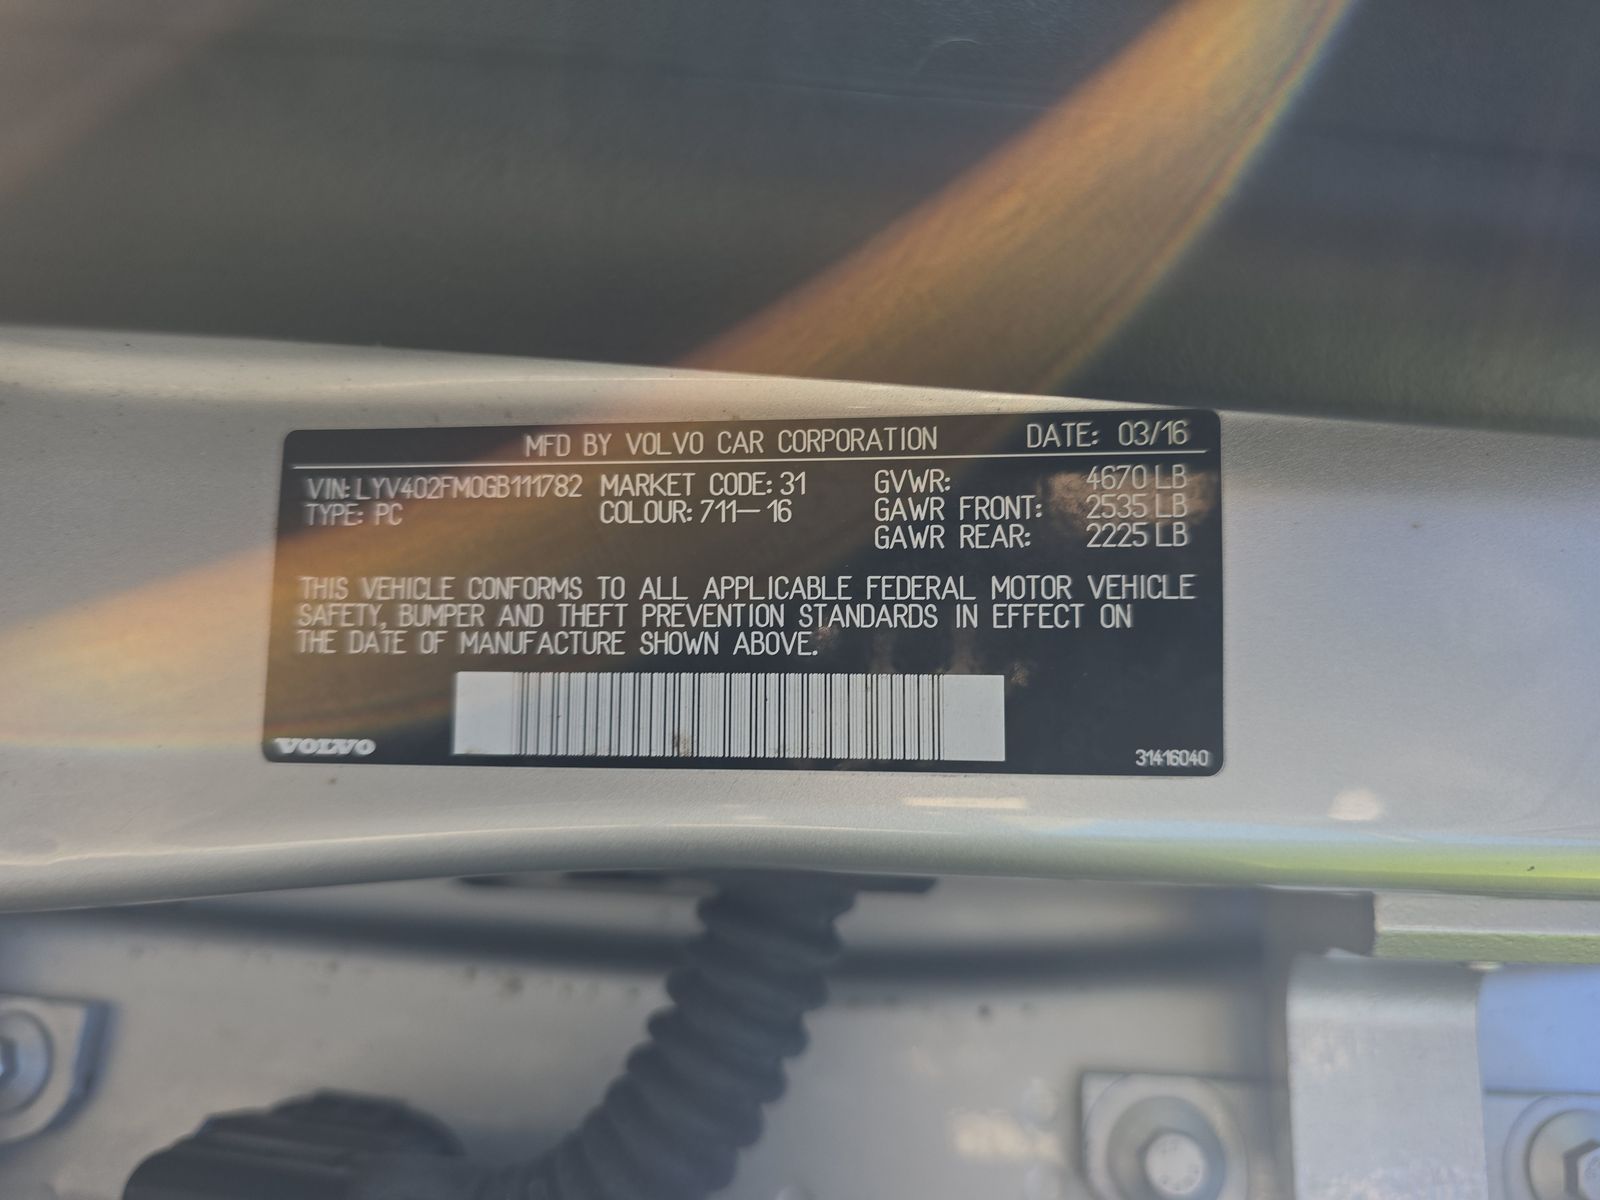 MFD BY VOLVO CAR CORPORATION DATE: 03/16
VIN: LYV402FM0GB111782 MARKET CODE: 31 GVWR: 4670 LB
TYPE: PC COLOUR: 711-16 GAWR FRONT: 2535 LB
GAWR REAR: 2225 LB
THIS VEHICLE CONFORMS TO ALL APPLICABLE FEDERAL MOTOR VEHICLE
SAFETY, BUMPER AND THEFT PREVENTION STANDARDS IN EFFECT ON
THE DATE OF MANUFACTURE SHOWN ABOVE.
VOLVO 31416040